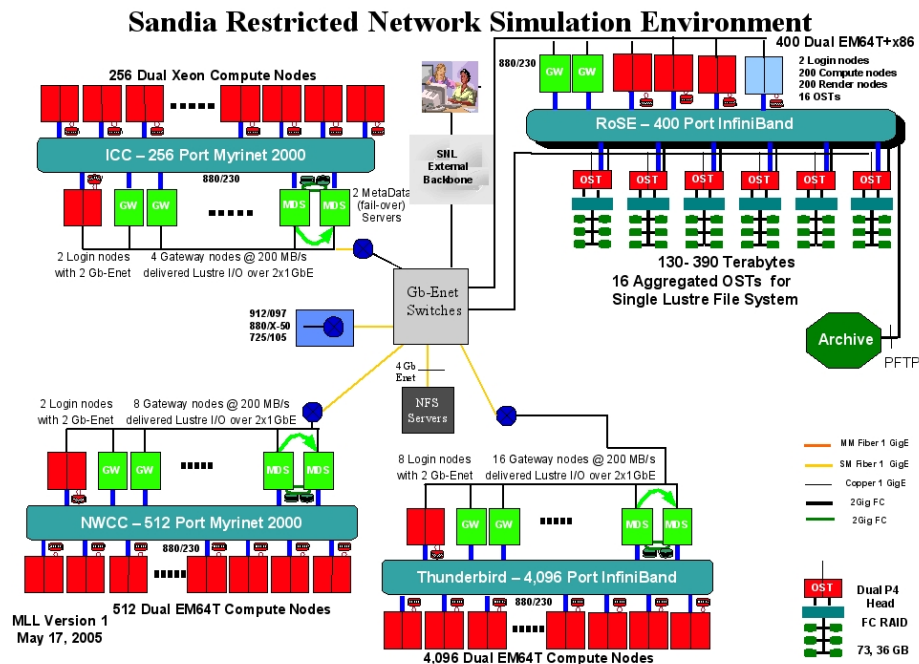 Sandia Restricted Network Simulation Environment
256 Dual Xeon Compute Nodes
ICC – 256 Port Myrinet 2000
880/230
GW
GW
MDS
MDS
2 MetaData
(fail-over)
Servers
2 Login nodes
with 2 Gb-Enet
4 Gateway nodes @ 200 MB/s
delivered Lustre I/O over 2x1GbE
SNL
External
Backbone
880/230
GW
GW
400 Dual EM64T+x86
2 Login nodes
200 Compute nodes
200 Render nodes
16 OSTs
RoSE – 400 Port InfiniBand
OST
OST
OST
OST
OST
OST
130- 390 Terabytes
16 Aggregated OSTs for
Single Lustre File System
Archive
PFTP
Gb-Enet
Switches
912/097
880/X-50
725/105
4 Gb
Enet
NFS
Servers
2 Login nodes
with 2 Gb-Enet
8 Gateway nodes @ 200 MB/s
delivered Lustre I/O over 2x1GbE
GW
GW
MDS
MDS
NWCC – 512 Port Myrinet 2000
880/230
512 Dual EM64T Compute Nodes
MLL Version 1
May 17, 2005
8 Login nodes
with 2 Gb-Enet
16 Gateway nodes @ 200 MB/s
delivered Lustre I/O over 2x1GbE
GW
GW
MDS
MDS
Thunderbird – 4,096 Port InfiniBand
880/230
4,096 Dual EM64T Compute Nodes
MM Fiber 1 GigE
SM Fiber 1 GigE
Copper 1 GigE
2Gig FC
2Gig FC
OST
Dual P4
Head
FC RAID
73, 36 GB